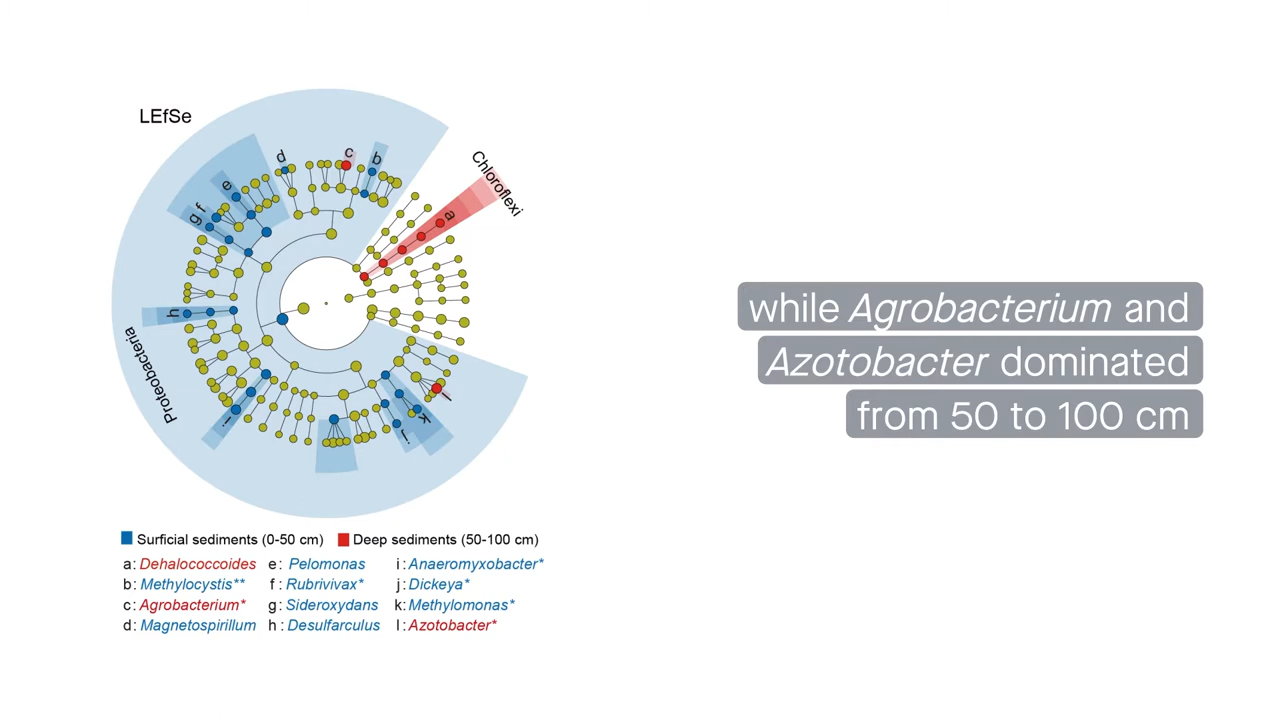 LEfSe
d
c
b
Chloroflexi
e
a
f
g
h
Proteobacteria
i
l
k
j
while Agrobacterium and
Azotobacter dominated
from 50 to 100 cm
Surficial sediments (0-50 cm) Deep sediments (50-100 cm)
a: Dehalococcoides e: Pelomonas i: Anaeromyxobacter*
b: Methylocystis** f: Rubrivivax* j: Dickeya*
c: Agrobacterium* g: Sideroxydans k: Methylomonas*
d: Magnetospirillum h: Desulfarculus l: Azotobacter*